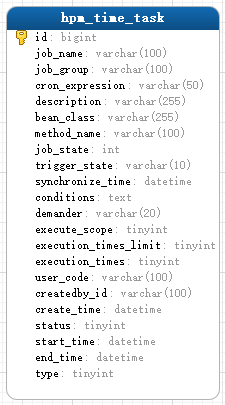 hpm_time_task
id: bigint
job_name: varchar(100)
job_group: varchar(100)
cron_expression: varchar(50)
description: varchar(255)
bean_class: varchar(255)
method_name: varchar(100)
job_state: int
trigger_state: varchar(10)
synchronize_time: datetime
conditions: text
demander: varchar(20)
execute_scope: tinyint
execution_times_limit: tinyint
execution_times: tinyint
user_code: varchar(100)
createdby_id: varchar(100)
create_time: datetime
status: tinyint
start_time: datetime
end_time: datetime
type: tinyint